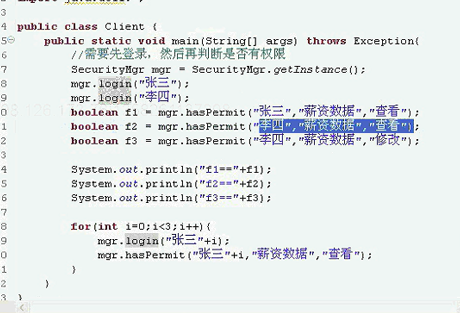 public class Client {
public static void main(String[] args) throws Exception{
//需要先登录，然后再判断是否有权限
SecurityMgr mgr = SecurityMgr.getInstance();
mgr.login("张三");
mgr.login("李四");
boolean f1 = mgr.hasPermit("张三","薪资数据","查看");
boolean f2 = mgr.hasPermit("李四","薪资数据","查看");
boolean f3 = mgr.hasPermit("李四","薪资数据","修改");
System.out.println("f1=="+f1);
System.out.println("f2=="+f2);
System.out.println("f3=="+f3);
for(int i=0;i<3;i++){
mgr.login("张三"+i);
mgr.hasPermit("张三"+i,"薪资数据","查看");
}
}
}